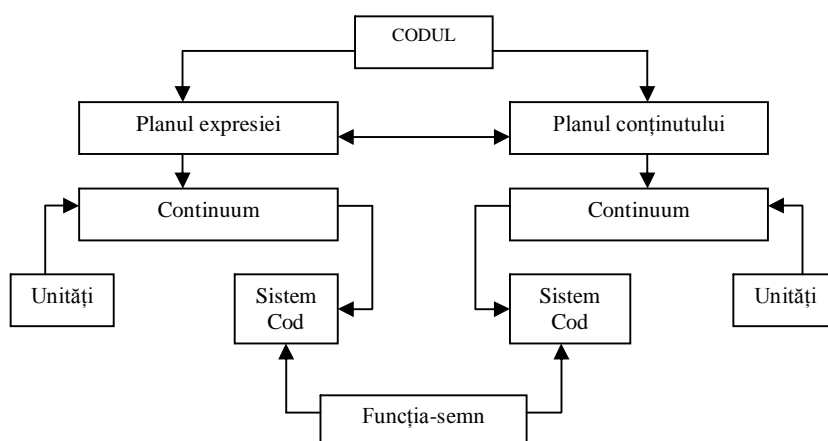 CODUL
Planul expresiei
Planul conținutului
Continuum
Continuum
Unități
Sistem
Cod
Sistem
Cod
Unități
Funcția-semn